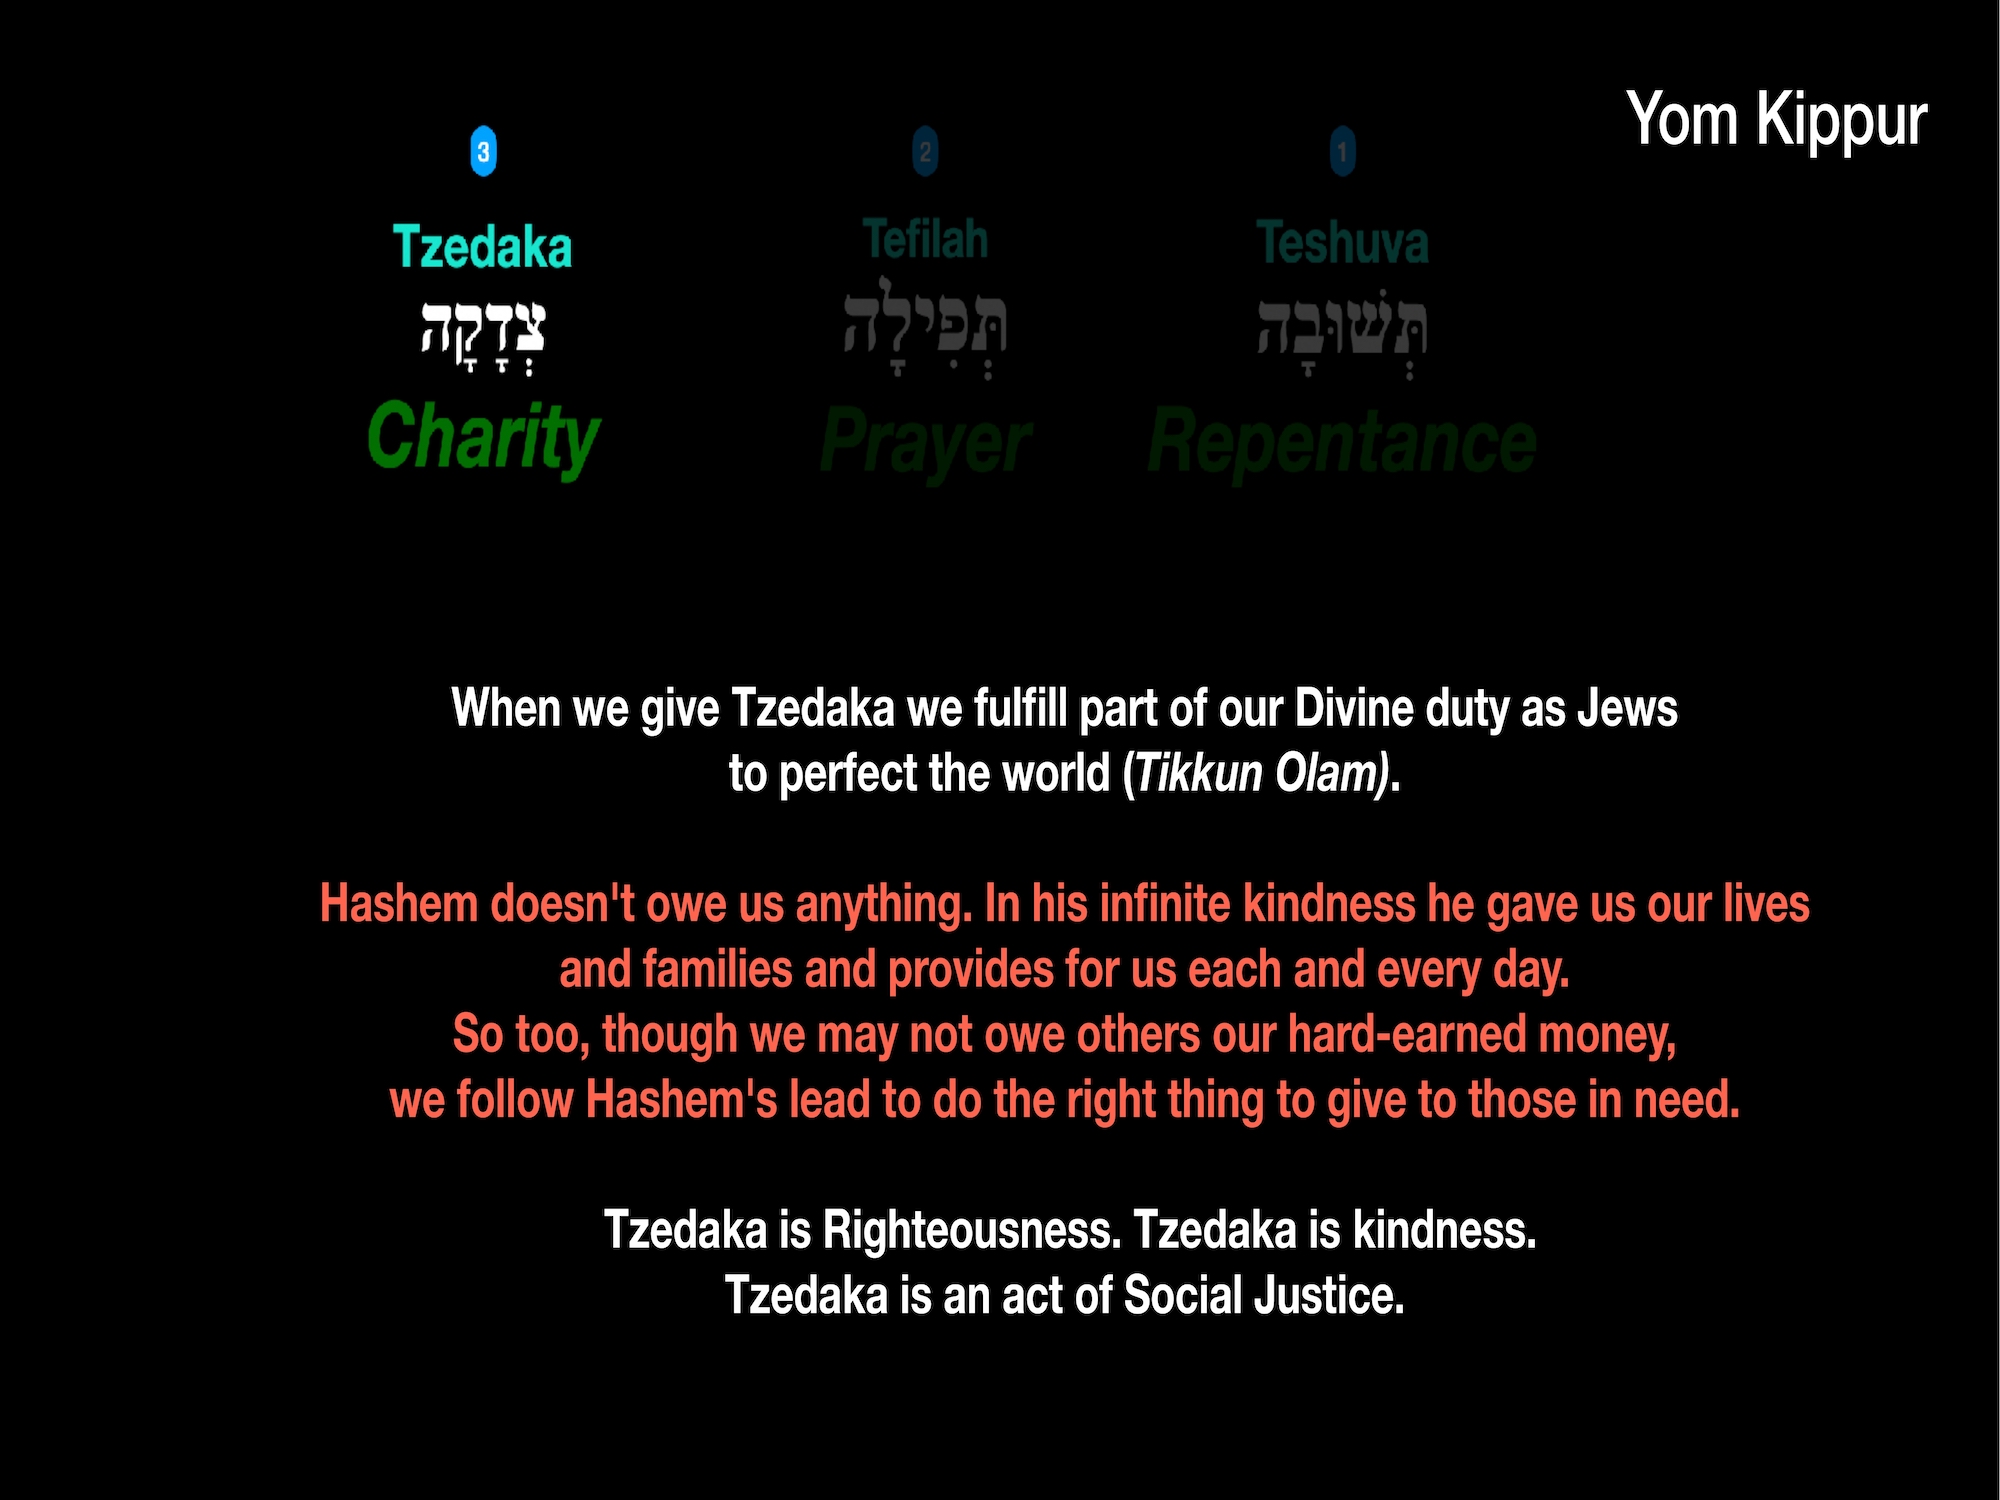 Yom Kippur
3
Tzedaka
צְדָקָה
Charity
2
Tefilah
תְּפִילָה
Prayer
1
Teshuva
תְּשׁוּבָה
Repentance
When we give Tzedaka we fulfill part of our Divine duty as Jews
to perfect the world (Tikkun Olam).
Hashem doesn't owe us anything. In his infinite kindness he gave us our lives
and families and provides for us each and every day.
So too, though we may not owe others our hard-earned money,
we follow Hashem's lead to do the right thing to give to those in need.
Tzedaka is Righteousness. Tzedaka is kindness.
Tzedaka is an act of Social Justice.